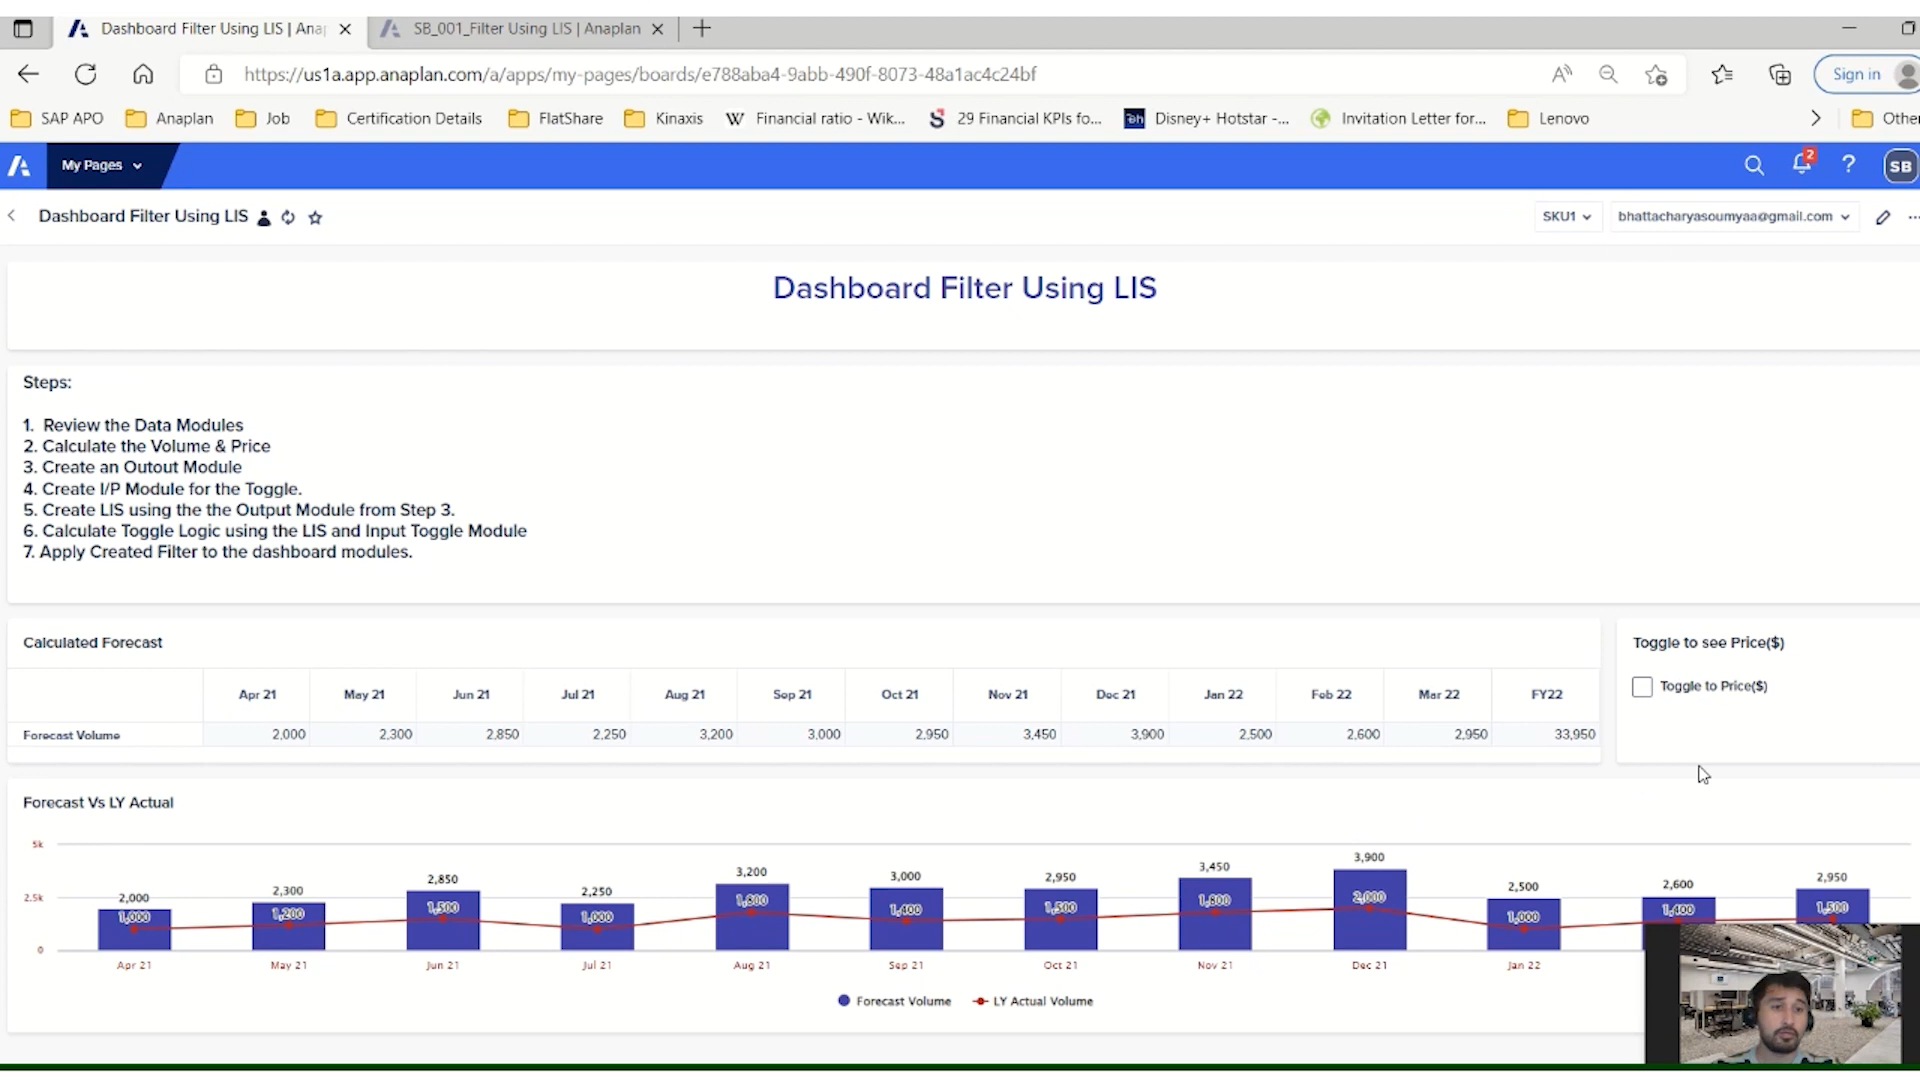 Dashboard Filter Using LIS | Ana
SB_001_Filter Using LIS | Anaplan
https://us1a.app.anaplan.com/a/apps/my-pages/boards/e788aba4-9abb-490f-8073-48a1ac4c24bf
Sign in
SAP APO Anaplan Job Certification Details FlatShare Kinaxis W Financial ratio - Wik... 29 Financial KPIs fo... Disney+ Hotstar -... Invitation Letter for... Lenovo Other
My Pages
2
?
SB
Dashboard Filter Using LIS
SKU1
bhattacharyasoumyaa@gmail.com
Dashboard Filter Using LIS
Steps:
1. Review the Data Modules
2. Calculate the Volume & Price
3. Create an Outout Module
4. Create I/P Module for the Toggle.
5. Create LIS using the the Output Module from Step 3.
6. Calculate Toggle Logic using the LIS and Input Toggle Module
7. Apply Created Filter to the dashboard modules.
Calculated Forecast
Apr 21 May 21 Jun 21 Jul 21 Aug 21 Sep 21 Oct 21 Nov 21 Dec 21 Jan 22 Feb 22 Mar 22 FY22
Forecast Volume 2,000 2,300 2,850 2,250 3,200 3,000 2,950 3,450 3,900 2,500 2,600 2,950 33,950
Toggle to see Price($)
Toggle to Price($)
Forecast Vs LY Actual
5k
2.5k
0
2,000 2,300 2,850 2,250 3,200 3,000 2,950 3,450 3,900 2,500 2,600 2,950
1,000 1,200 1,500 1,000 1,800 1,400 1,500 1,800 2,000 1,000 1,400 1,500
Apr 21 May 21 Jun 21 Jul 21 Aug 21 Sep 21 Oct 21 Nov 21 Dec 21 Jan 22
Forecast Volume LY Actual Volume